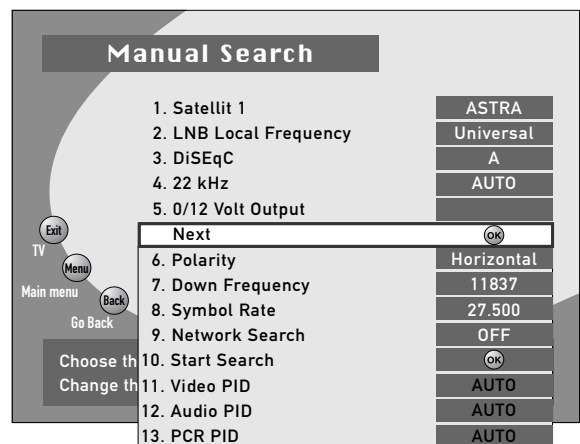 Manual Search
1. Satellit 1 ASTRA
2. LNB Local Frequency Universal
3. DiSEqC A
4. 22 kHz AUTO
5. 0/12 Volt Output
Next OK
6. Polarity Horizontal
7. Down Frequency 11837
8. Symbol Rate 27.500
9. Network Search OFF
10. Start Search OK
11. Video PID AUTO
12. Audio PID AUTO
13. PCR PID AUTO
Exit
TV
Menu
Main menu
Back
Go Back
Choose th
Change th